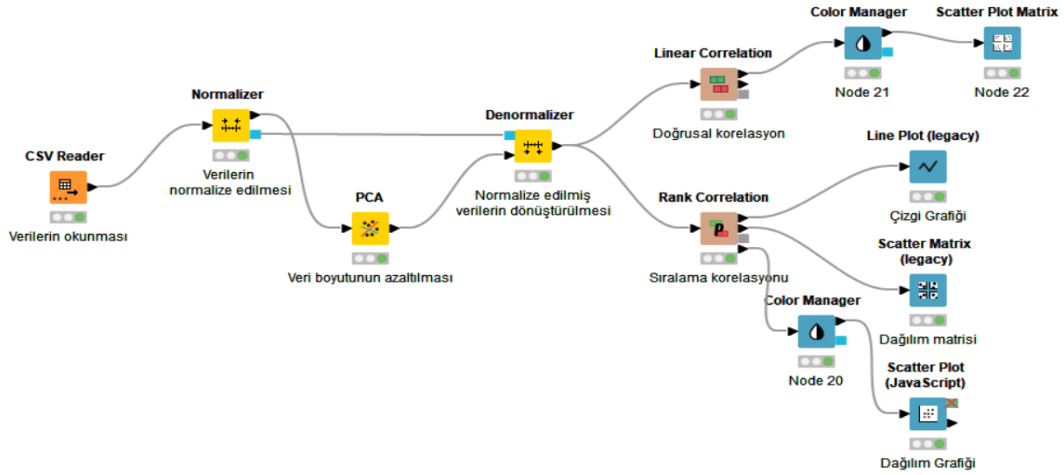 Color Manager
Node 21
Scatter Plot Matrix
Node 22
Linear Correlation
Doğrusal korelasyon
Normalizer
Verilerin
normalize edilmesi
Denormalizer
Normalize edilmiş
verilerin dönüştürülmesi
Line Plot (legacy)
Çizgi Grafiği
CSV Reader
Verilerin okunması
PCA
Veri boyutunun azaltılması
Rank Correlation
p
Sıralama korelasyonu
Scatter Matrix
(legacy)
Dağılım matrisi
Color Manager
Node 20
Scatter Plot
(JavaScript)
Dağılım Grafiği